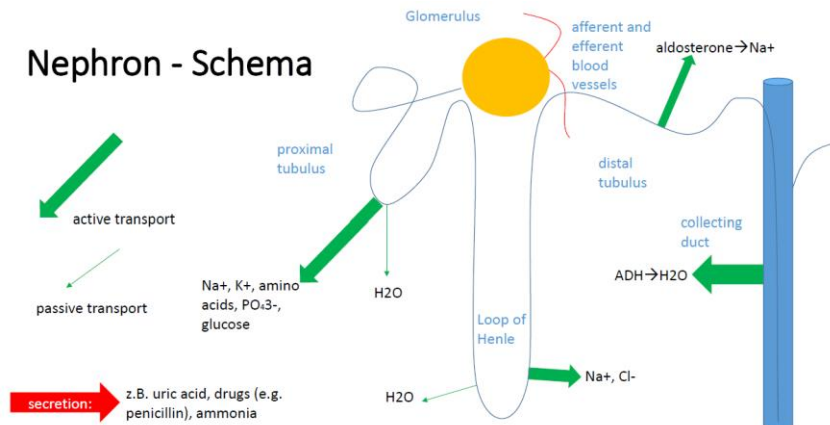 Nephron - Schema
Glomerulus
afferent and
efferent
blood
vessels
aldosterone→Na+
proximal
tubulus
distal
tubulus
active transport
collecting
duct
ADH→H2O
passive transport
Na+, K+, amino
acids, PO₄3-,
glucose
H2O
Loop of
Henle
Na+, Cl-
H2O
secretion:
z.B. uric acid, drugs (e.g.
penicillin), ammonia